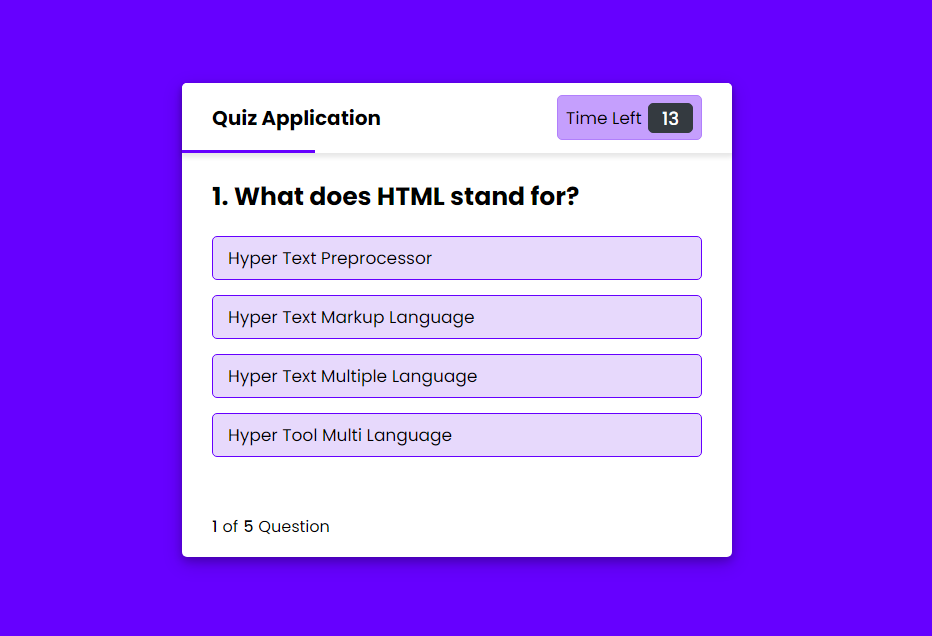 Quiz Application
Time Left 13
1. What does HTML stand for?
Hyper Text Preprocessor
Hyper Text Markup Language
Hyper Text Multiple Language
Hyper Tool Multi Language
1 of 5 Question